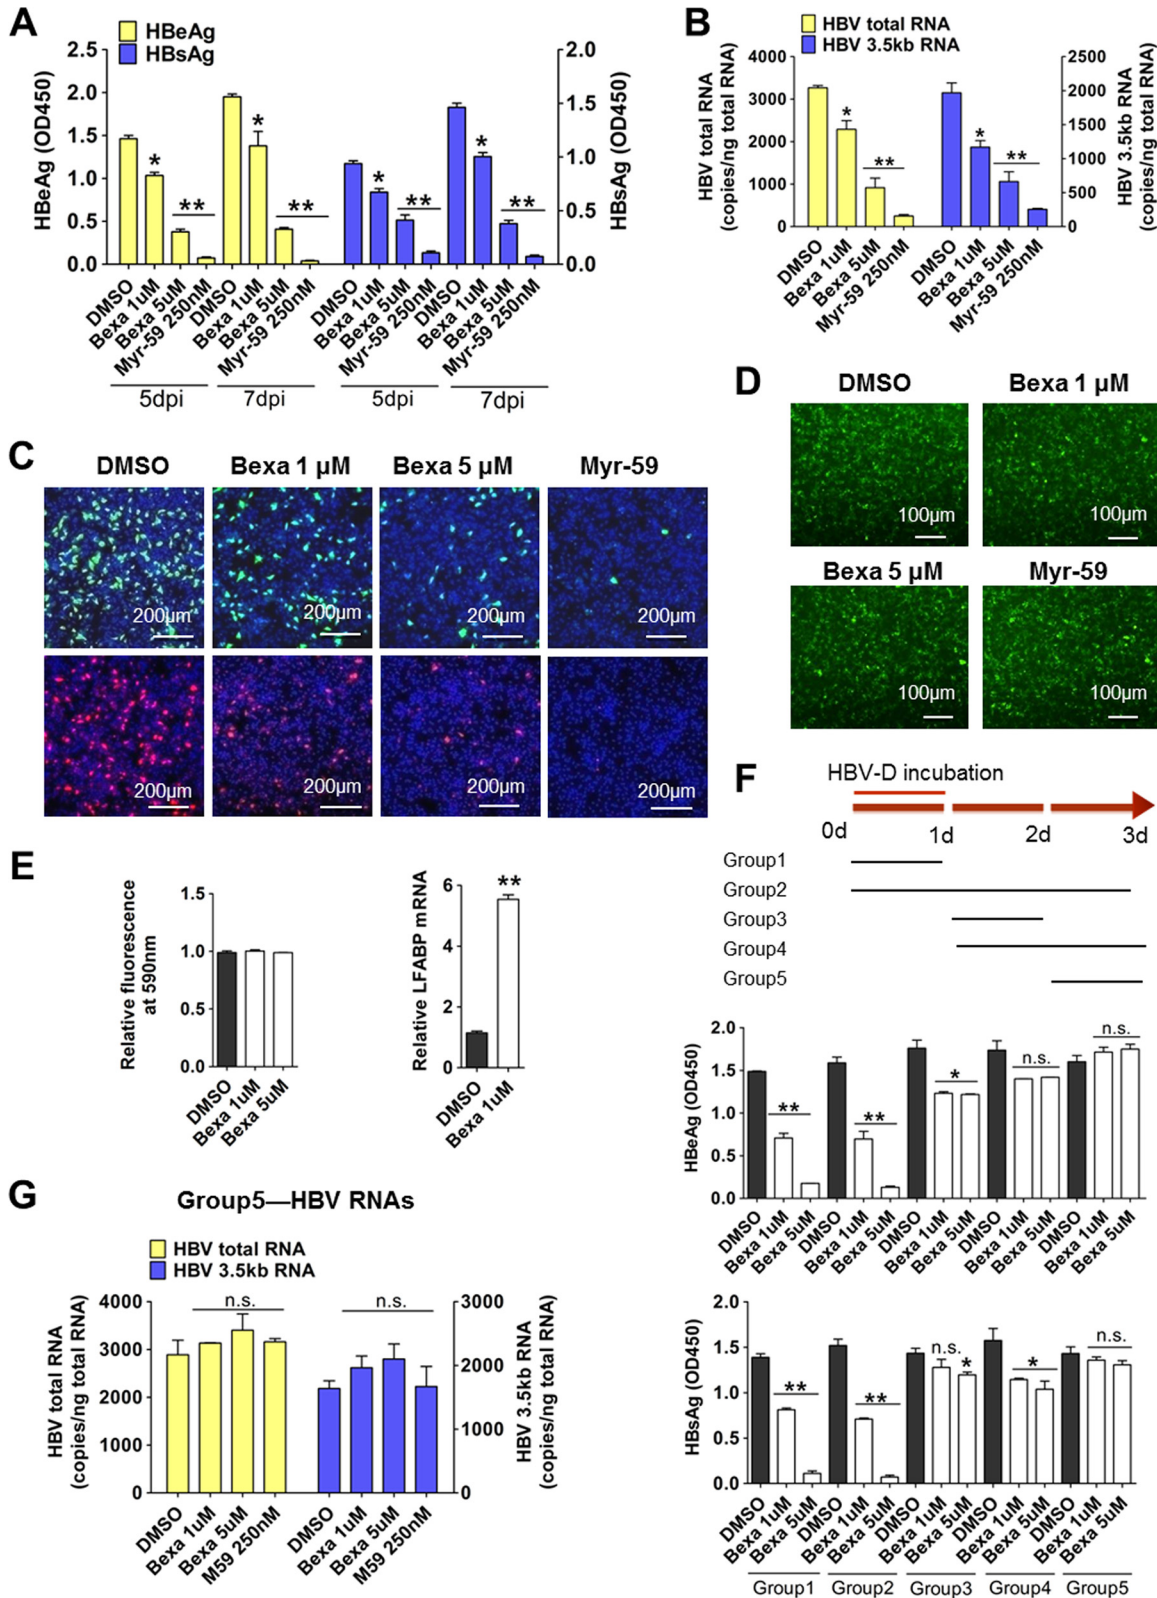 A
HBeAg
HBsAg
HBeAg (OD450)
2.5
2.0
1.5
1.0
0.5
0.0
*
**
*
**
*
**
*
**
2.0
1.5
1.0
0.5
0.0
HBsAg (OD450)
DMSO
Bexa 1uM
Bexa 5uM
Myr-59 250nM
DMSO
Bexa 1uM
Bexa 5uM
Myr-59 250nM
DMSO
Bexa 1uM
Bexa 5uM
Myr-59 250nM
DMSO
Bexa 1uM
Bexa 5uM
Myr-59 250nM
5dpi
7dpi
5dpi
7dpi
B
HBV total RNA
HBV 3.5kb RNA
HBV total RNA
(copies/ng total RNA)
4000
3000
2000
1000
0
*
**
*
**
2500
2000
1500
1000
500
0
HBV 3.5kb RNA
(copies/ng total RNA)
DMSO
Bexa 1uM
Bexa 5uM
Myr-59 250nM
DMSO
Bexa 1uM
Bexa 5uM
Myr-59 250nM
C
DMSO
Bexa 1 µM
Bexa 5 µM
Myr-59
200µm
200µm
200µm
200µm
200µm
200µm
200µm
200µm
D
DMSO
Bexa 1 µM
100µm
100µm
Bexa 5 µM
Myr-59
100µm
100µm
E
Relative fluorescence
at 590nm
1.5
1.0
0.5
0.0
DMSO
Bexa 1uM
Bexa 5uM
Relative LFABP mRNA
6
4
2
0
**
DMSO
Bexa 1uM
F
HBV-D incubation
0d
1d
2d
3d
Group1
Group2
Group3
Group4
Group5
HBeAg (OD450)
2.0
1.5
1.0
0.5
0.0
**
**
*
n.s.
n.s.
DMSO
Bexa 1uM
Bexa 5uM
DMSO
Bexa 1uM
Bexa 5uM
DMSO
Bexa 1uM
Bexa 5uM
DMSO
Bexa 1uM
Bexa 5uM
DMSO
Bexa 1uM
Bexa 5uM
HBsAg (OD450)
2.0
1.5
1.0
0.5
0.0
**
**
n.s.
*
*
n.s.
DMSO
Bexa 1uM
Bexa 5uM
DMSO
Bexa 1uM
Bexa 5uM
DMSO
Bexa 1uM
Bexa 5uM
DMSO
Bexa 1uM
Bexa 5uM
DMSO
Bexa 1uM
Bexa 5uM
Group1
Group2
Group3
Group4
Group5
G
Group5—HBV RNAs
HBV total RNA
HBV 3.5kb RNA
HBV total RNA
(copies/ng total RNA)
4000
3000
2000
1000
0
n.s.
n.s.
3000
2000
1000
0
HBV 3.5kb RNA
(copies/ng total RNA)
DMSO
Bexa 1uM
Bexa 5uM
M59 250nM
DMSO
Bexa 1uM
Bexa 5uM
M59 250nM